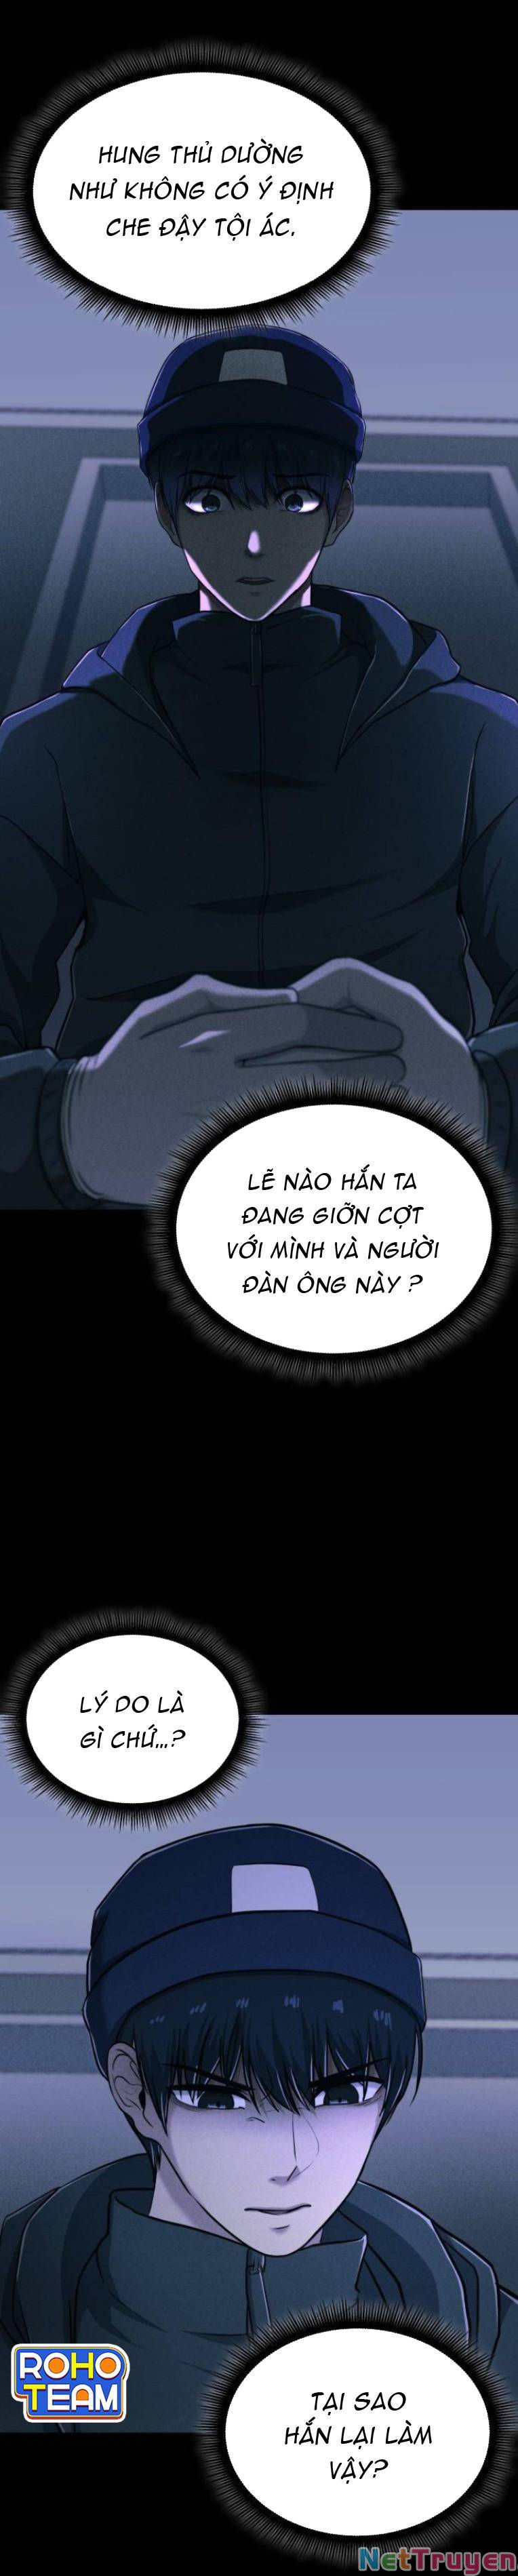 HUNG THỦ DƯỜNG
NHƯ KHÔNG CÓ Ý ĐỊNH
CHE ĐẬY TỘI ÁC.
LẼ NÀO HẮN TA
ĐANG GIỠN CỢT
VỚI MÌNH VÀ NGƯỜI
ĐÀN ÔNG NÀY ?
LÝ DO LÀ
GÌ CHỨ...?
ROHO
TEAM
TẠI SAO
HẮN LẠI LÀM
VẬY?
NetTruyen
NetTruyen